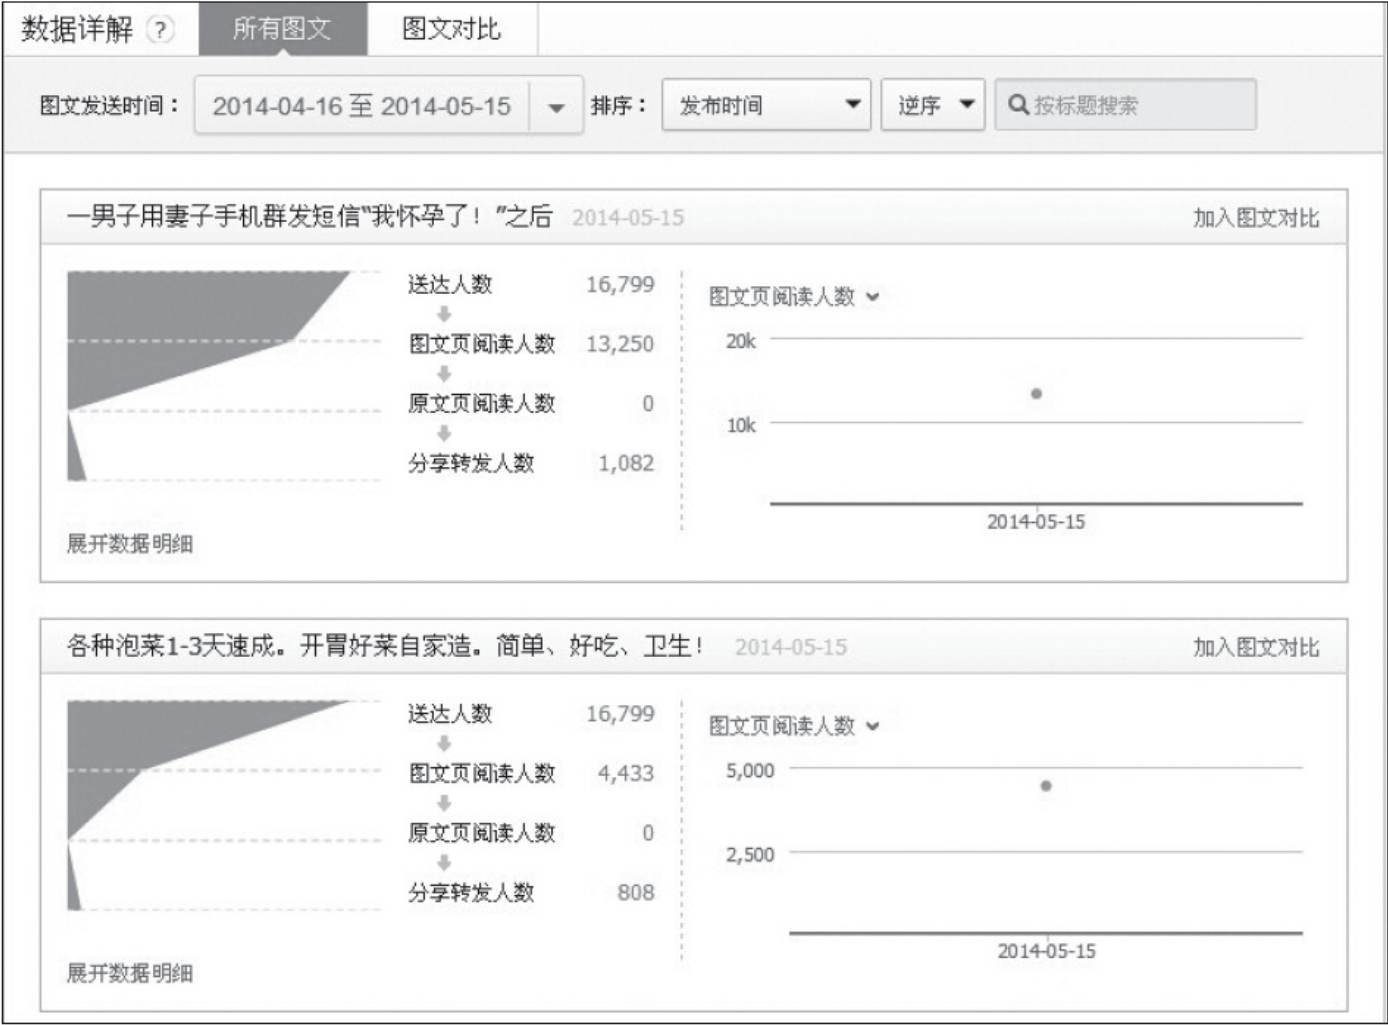 数据详解 ? 所有图文 图文对比
图文发送时间： 2014-04-16 至 2014-05-15 排序： 发布时间 逆序 按标题搜索
一男子用妻子手机群发短信“我怀孕了！”之后 2014-05-15 加入图文对比
送达人数 16,799
图文页阅读人数 13,250
原文页阅读人数 0
分享转发人数 1,082
展开数据明细
图文页阅读人数
20k
10k
2014-05-15
各种泡菜1-3天速成。开胃好菜自家造。简单、好吃、卫生！ 2014-05-15 加入图文对比
送达人数 16,799
图文页阅读人数 4,433
原文页阅读人数 0
分享转发人数 808
展开数据明细
图文页阅读人数
5,000
2,500
2014-05-15